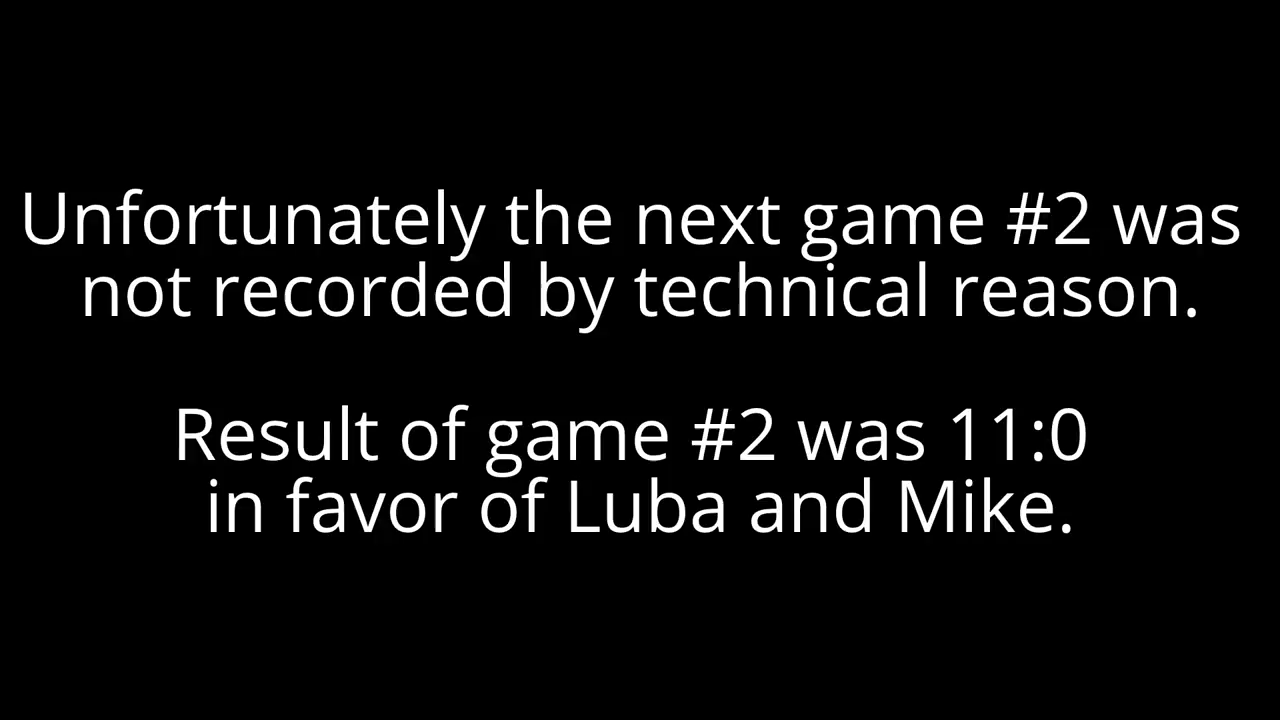 Unfortunately the next game #2 was
not recorded by technical reason.
Result of game #2 was 11:0
in favor of Luba and Mike.